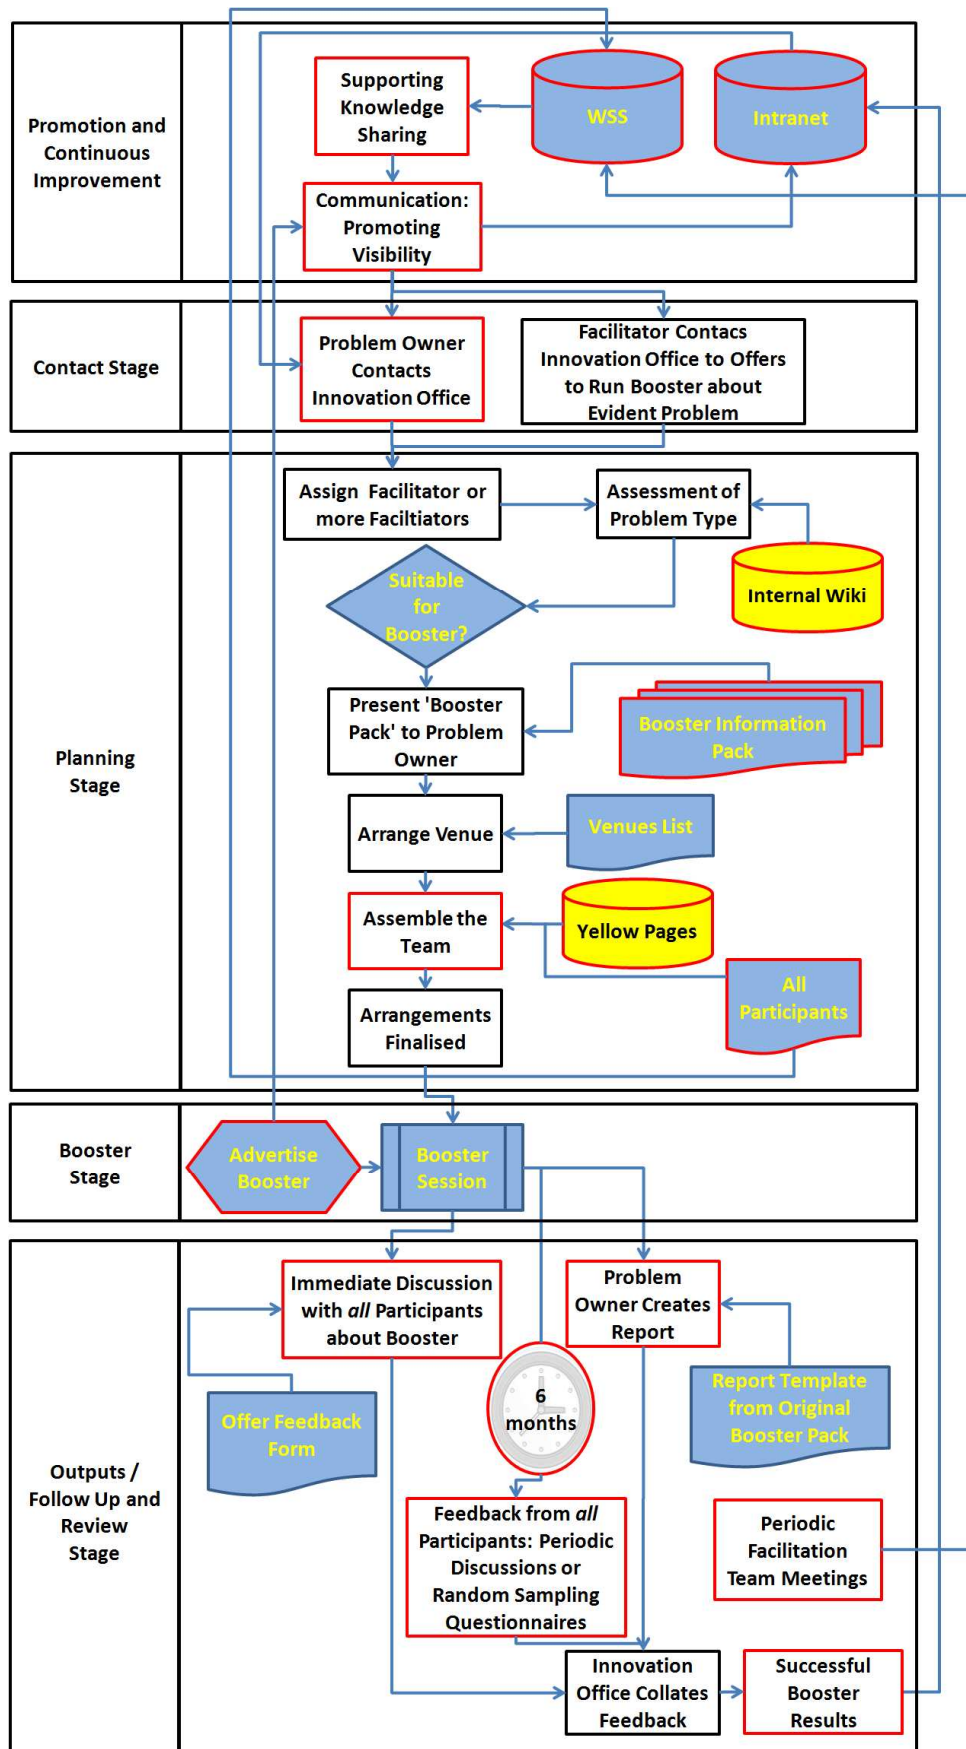 Promotion and
Continuous
Improvement
Supporting
Knowledge
Sharing
WSS
Intranet
Communication:
Promoting
Visibility
Contact Stage
Problem Owner
Contacts
Innovation Office
Facilitator Contacs
Innovation Office to Offers
to Run Booster about
Evident Problem
Planning
Stage
Assign Facilitator or
more Faciltiators
Assessment of
Problem Type
Internal Wiki
Suitable
for
Booster?
Present 'Booster
Pack' to Problem
Owner
Booster Information
Pack
Arrange Venue
Venues List
Assemble the
Team
Yellow Pages
All
Participants
Arrangements
Finalised
Booster
Stage
Advertise
Booster
Booster
Session
Outputs /
Follow Up and
Review
Stage
Immediate Discussion
with all Participants
about Booster
Problem
Owner Creates
Report
Offer Feedback
Form
6
months
Report Template
from Original
Booster Pack
Feedback from all
Participants: Periodic
Discussions or
Random Sampling
Questionnaires
Periodic
Facilitation
Team Meetings
Innovation
Office Collates
Feedback
Successful
Booster
Results